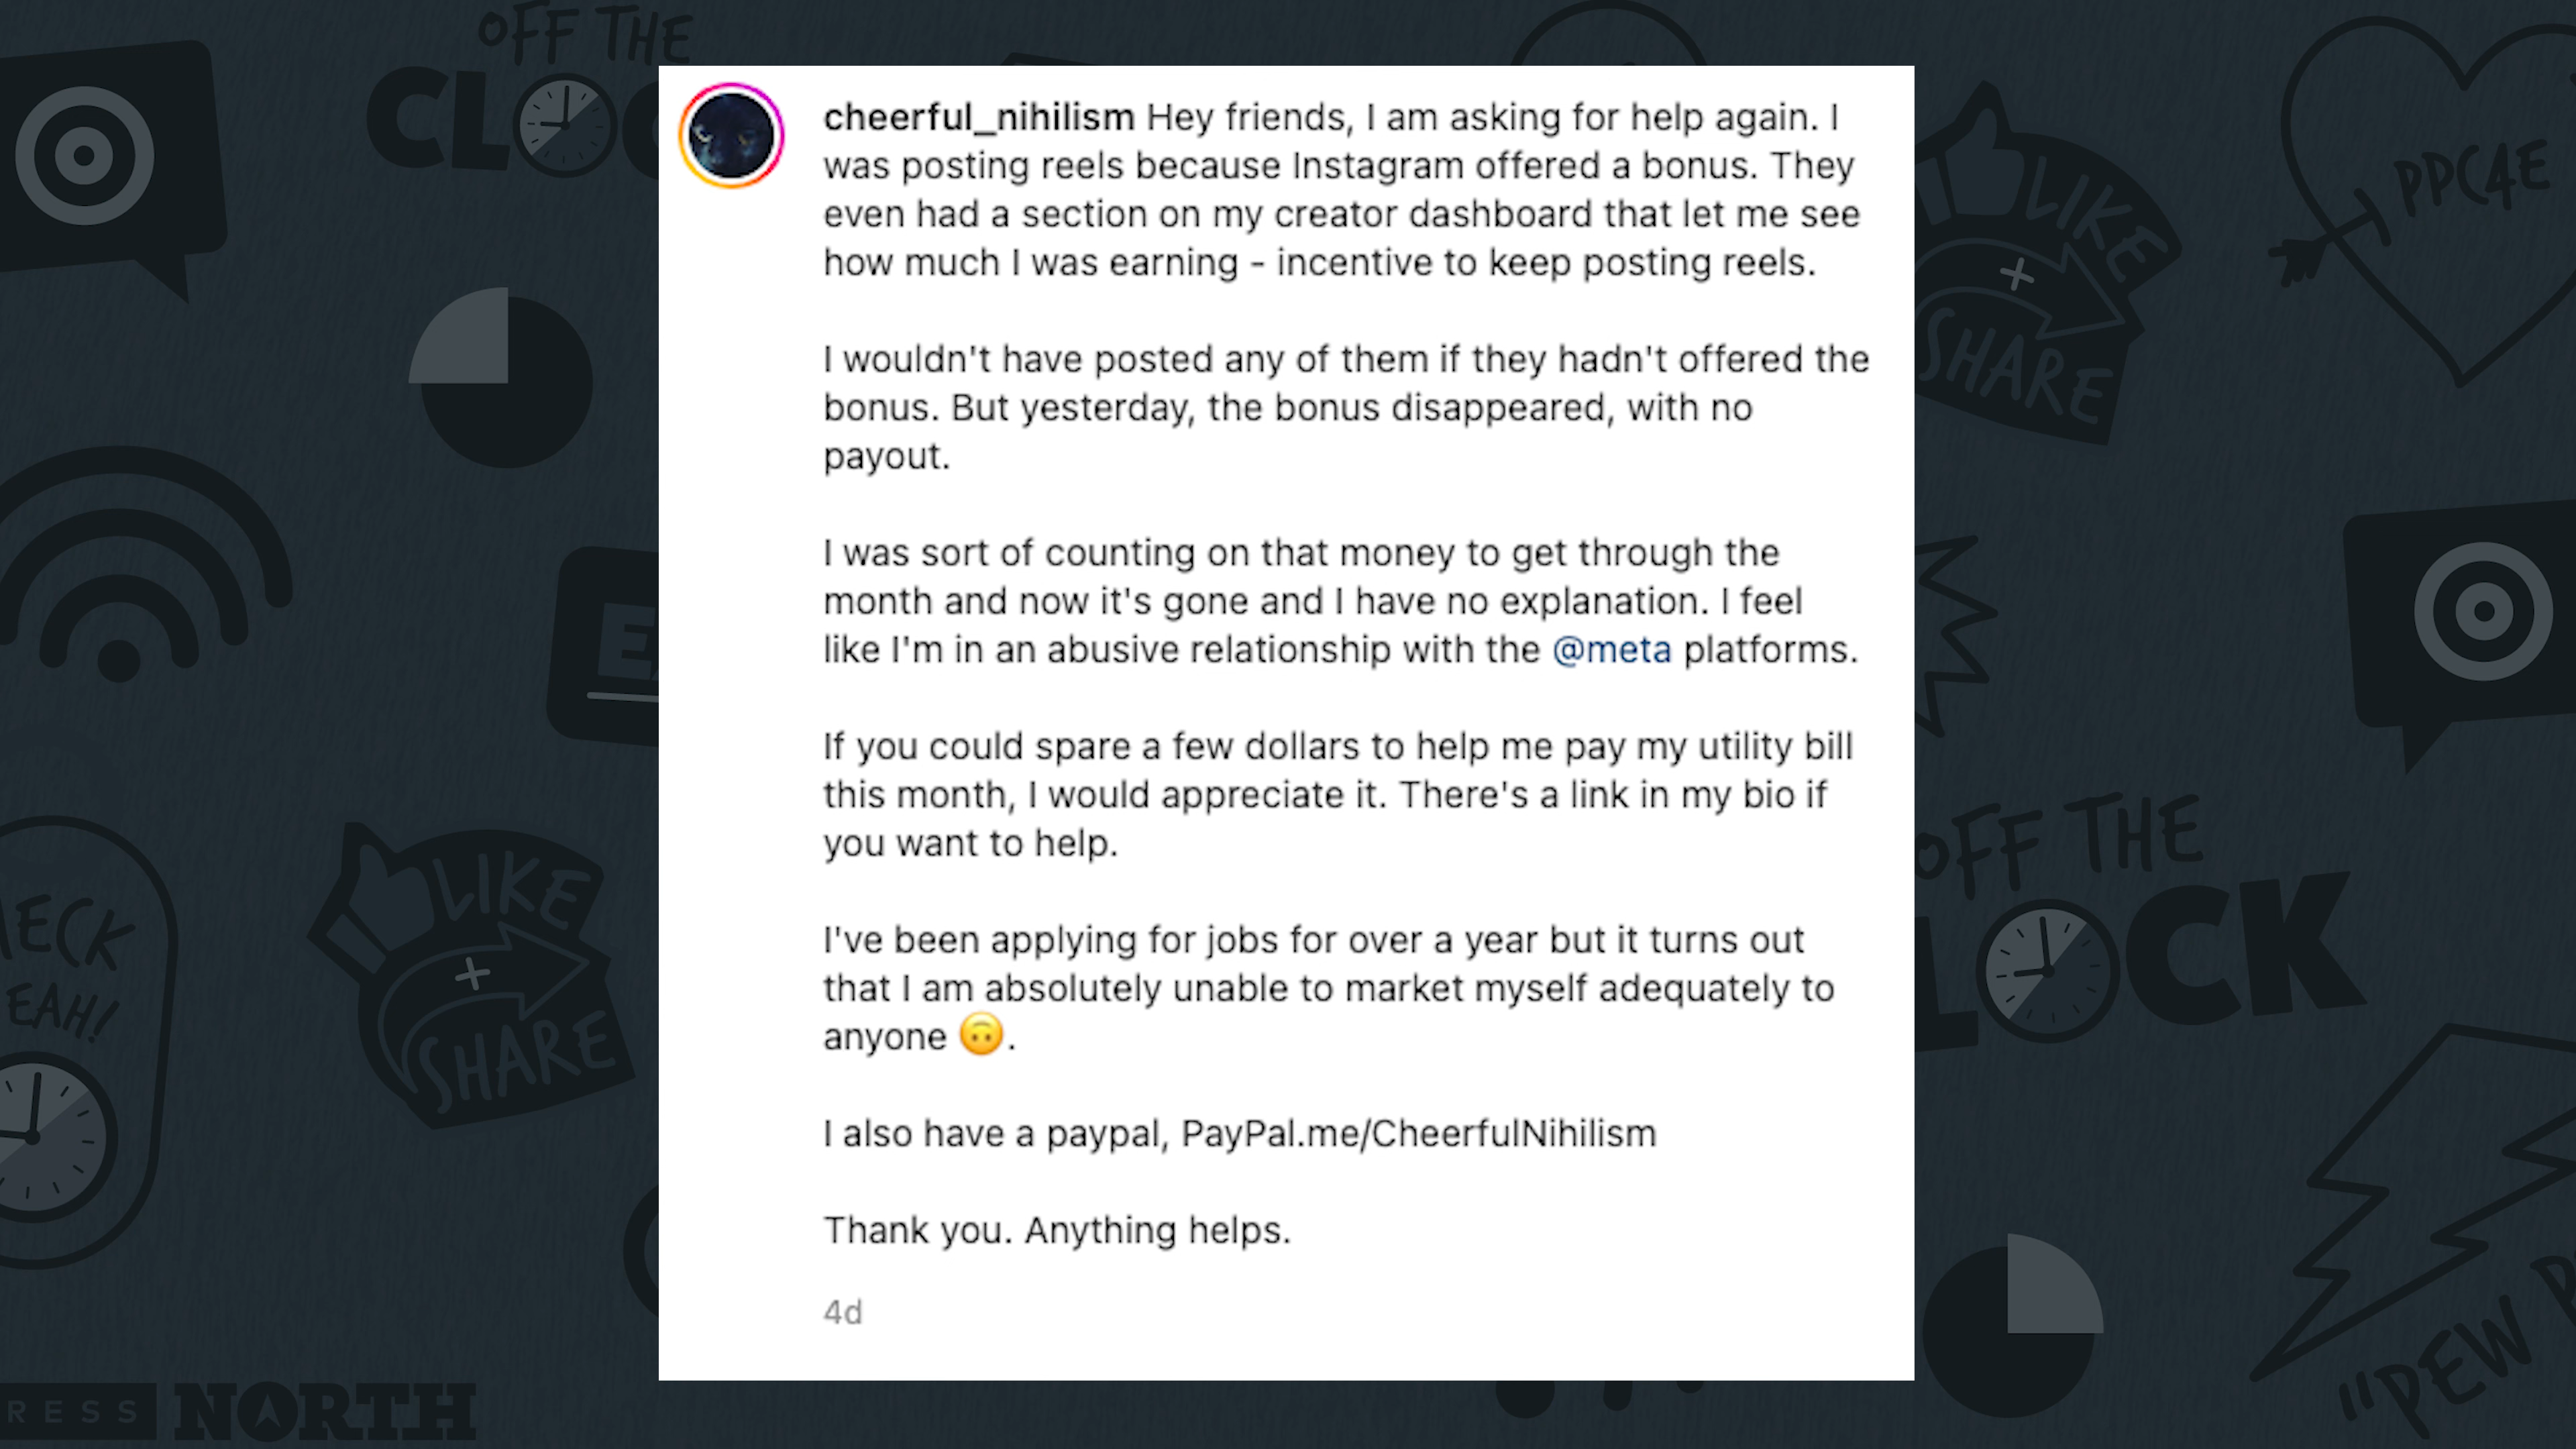 OFF THE
CLOC
cheerful_nihilism Hey friends, I am asking for help again. I
was posting reels because Instagram offered a bonus. They
even had a section on my creator dashboard that let me see
how much I was earning - incentive to keep posting reels.
I wouldn't have posted any of them if they hadn't offered the
bonus. But yesterday, the bonus disappeared, with no
payout.
I was sort of counting on that money to get through the
month and now it's gone and I have no explanation. I feel
like I'm in an abusive relationship with the @meta platforms.
If you could spare a few dollars to help me pay my utility bill
this month, I would appreciate it. There's a link in my bio if
you want to help.
I've been applying for jobs for over a year but it turns out
that I am absolutely unable to market myself adequately to
anyone 🙃.
I also have a paypal, PayPal.me/CheerfulNihilism
Thank you. Anything helps.
4d
LIKE
+
SHARE
PPC4E
OFF THE
LOCK
"PEW P
E
HECK
EAH!
LIKE
+
SHARE
RESS NORTH